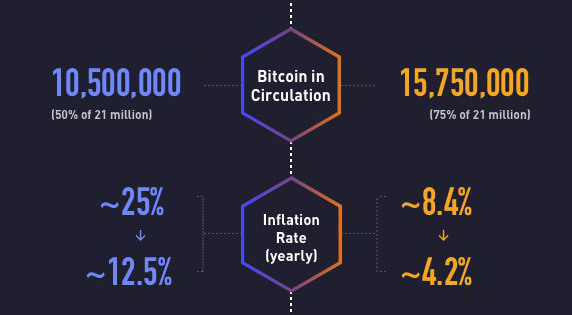 10,500,000
(50% of 21 million)
Bitcoin in
Circulation
15,750,000
(75% of 21 million)
~25%
↓
~12.5%
Inflation
Rate
(yearly)
~8.4%
↓
~4.2%